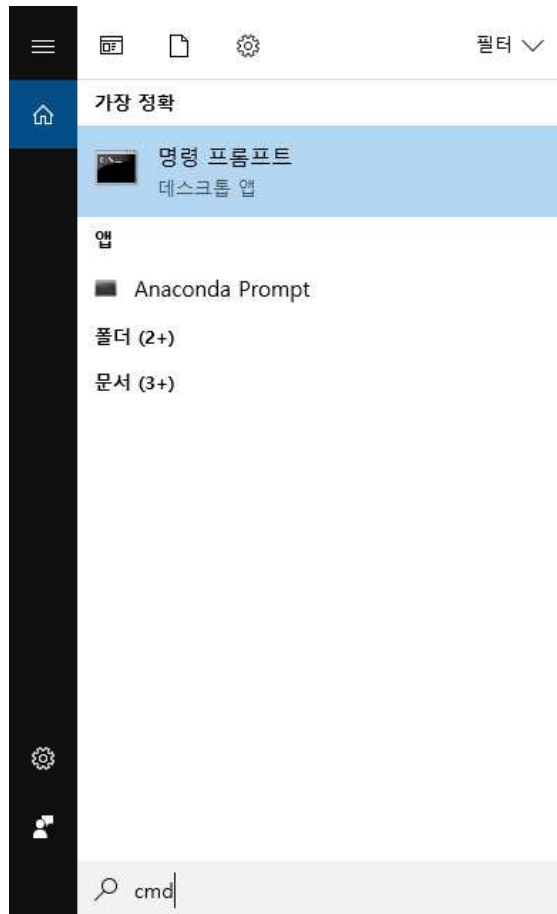 필터
가장 정확
명령 프롬프트
데스크톱 앱
앱
Anaconda Prompt
폴더 (2+)
문서 (3+)
cmd